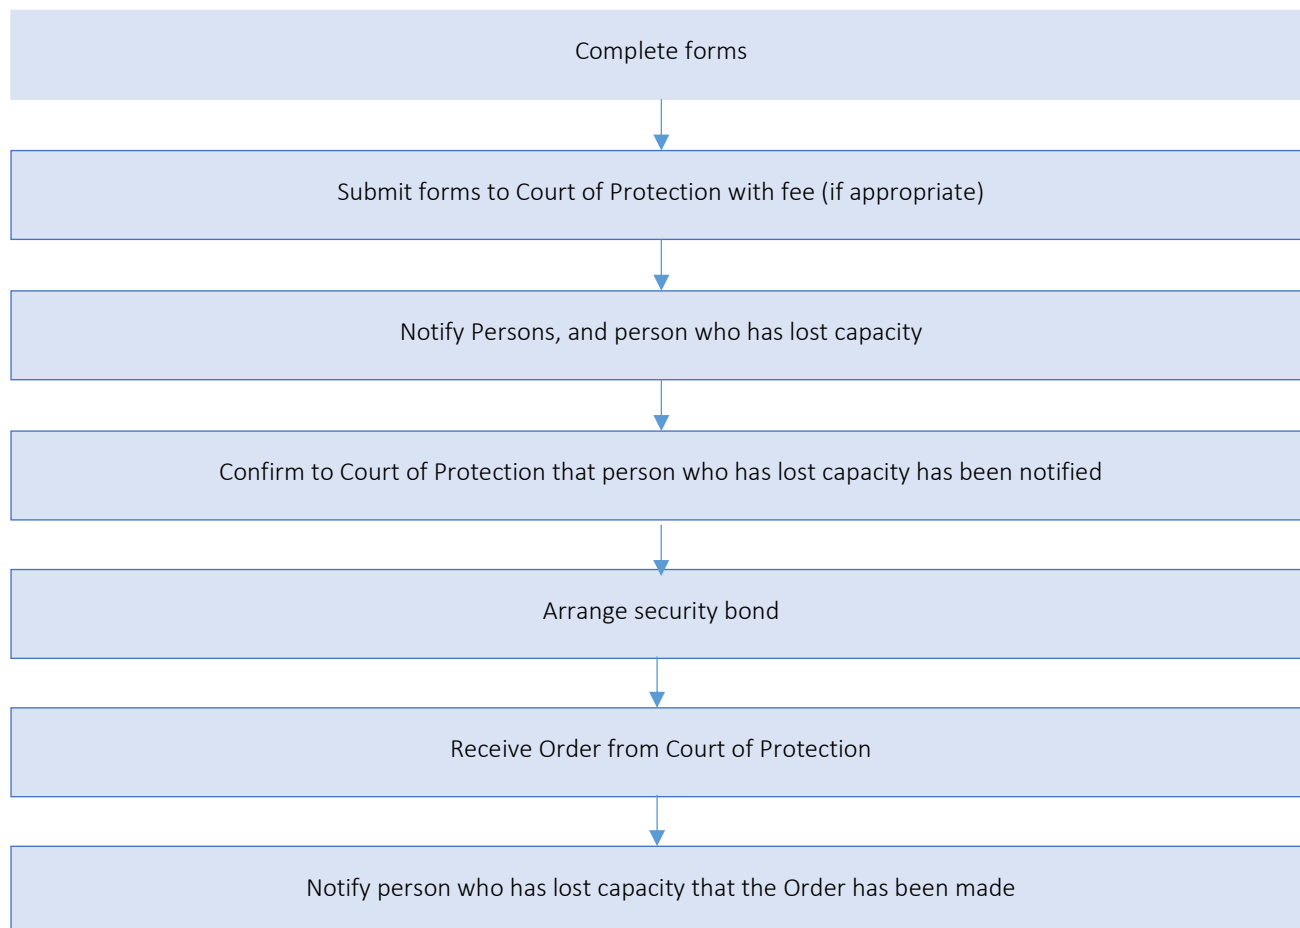 Complete forms
Submit forms to Court of Protection with fee (if appropriate)
Notify Persons, and person who has lost capacity
Confirm to Court of Protection that person who has lost capacity has been notified
Arrange security bond
Receive Order from Court of Protection
Notify person who has lost capacity that the Order has been made